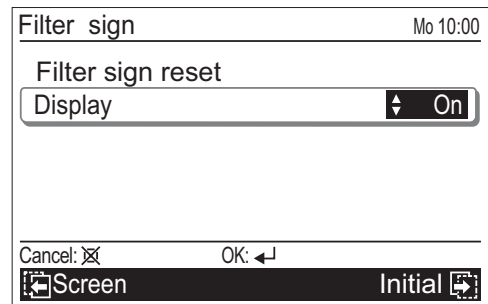 Filter sign Mo 10:00
Filter sign reset
Display On
Cancel: OK:
Screen Initial